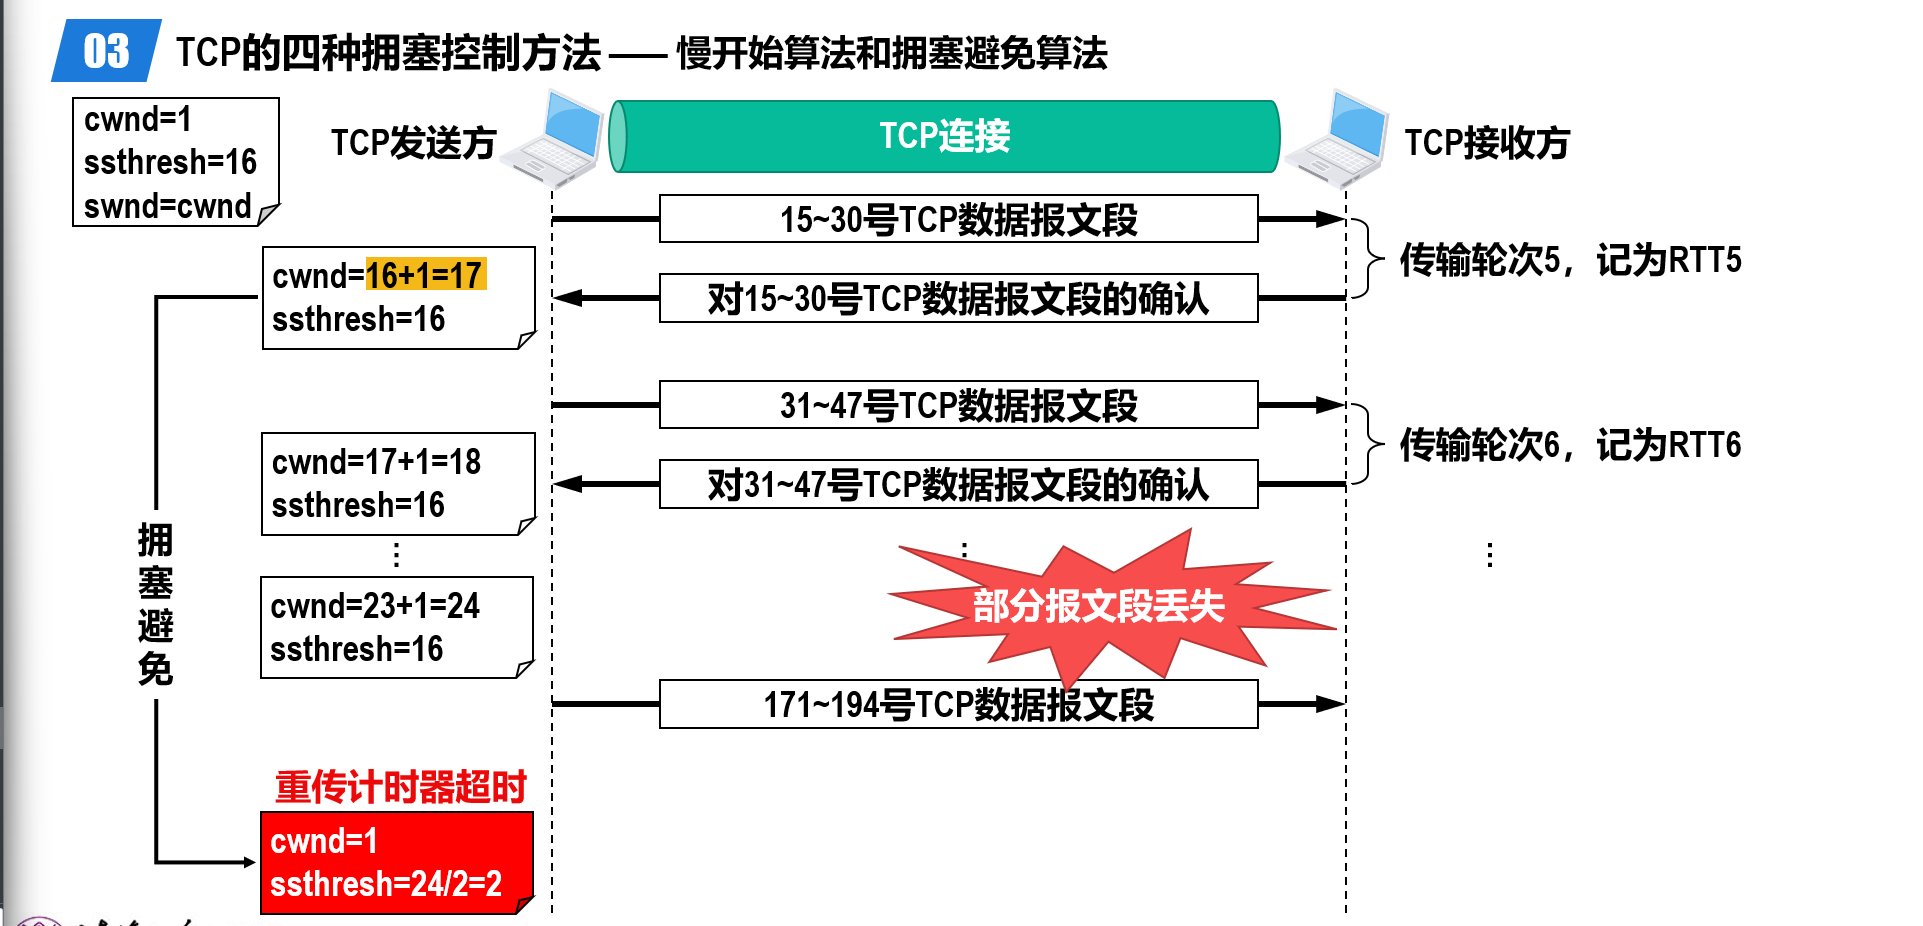 03
TCP的四种拥塞控制方法 —— 慢开始算法和拥塞避免算法
cwnd=1
ssthresh=16
swnd=cwnd
TCP发送方
TCP连接
TCP接收方
15~30号TCP数据报文段
传输轮次5，记为RTT5
cwnd=16+1=17
ssthresh=16
对15~30号TCP数据报文段的确认
31~47号TCP数据报文段
传输轮次6，记为RTT6
cwnd=17+1=18
ssthresh=16
对31~47号TCP数据报文段的确认
拥塞避免
⋮
⋮
⋮
cwnd=23+1=24
ssthresh=16
部分报文段丢失
171~194号TCP数据报文段
重传计时器超时
cwnd=1
ssthresh=24/2=2